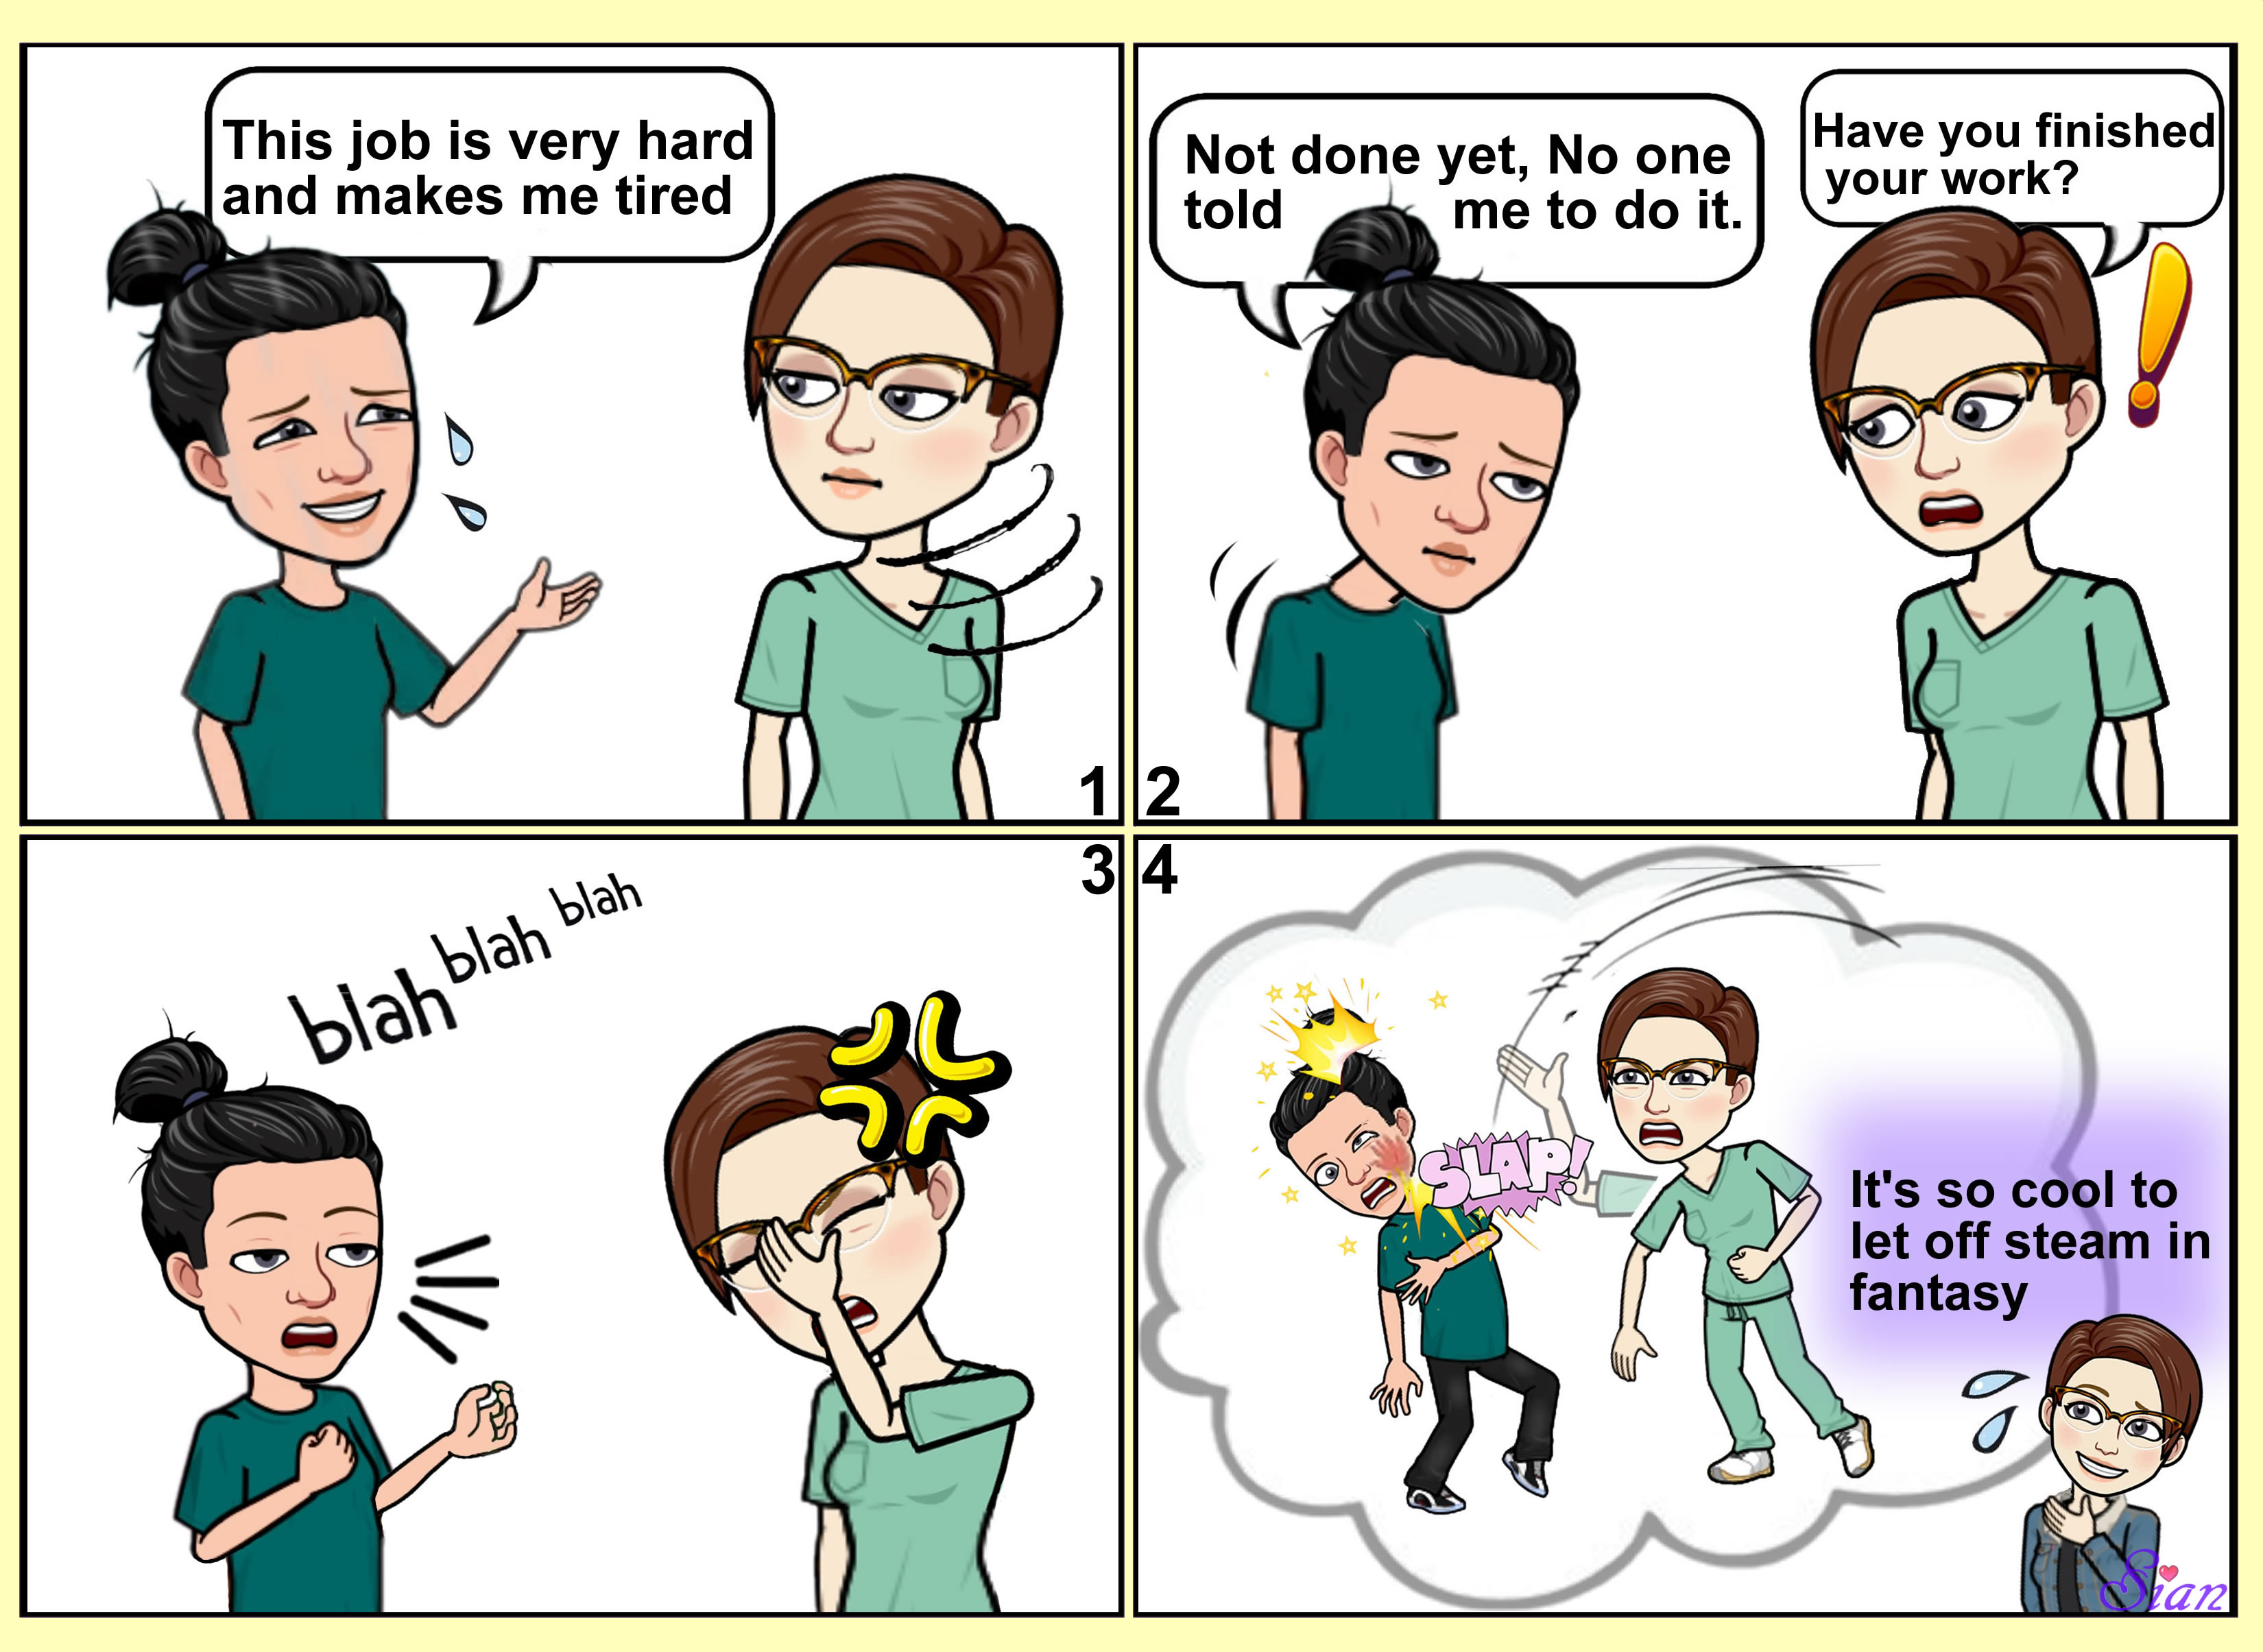 This job is very hard
and makes me tired
1
Not done yet, No one
told me to do it.
Have you finished
your work?
2
blah blah blah
3
4
SLAP!
It's so cool to
let off steam in
fantasy
Sian